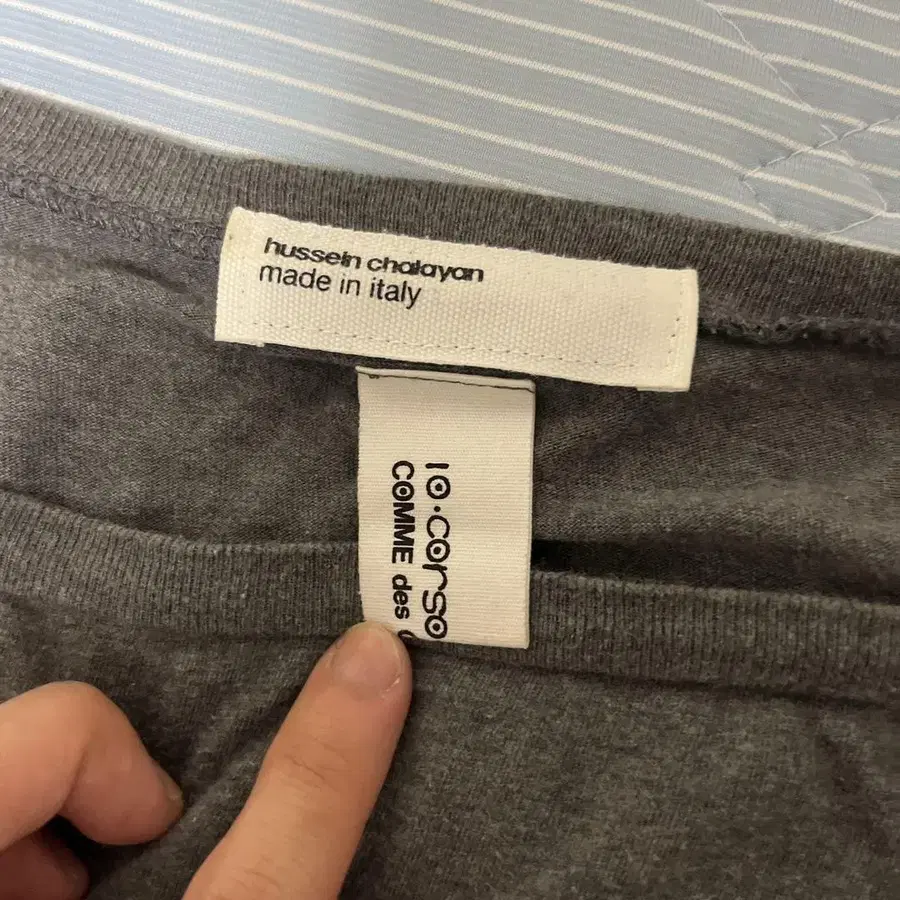 hussein chalayan
made in italy
10.corso
COMME des